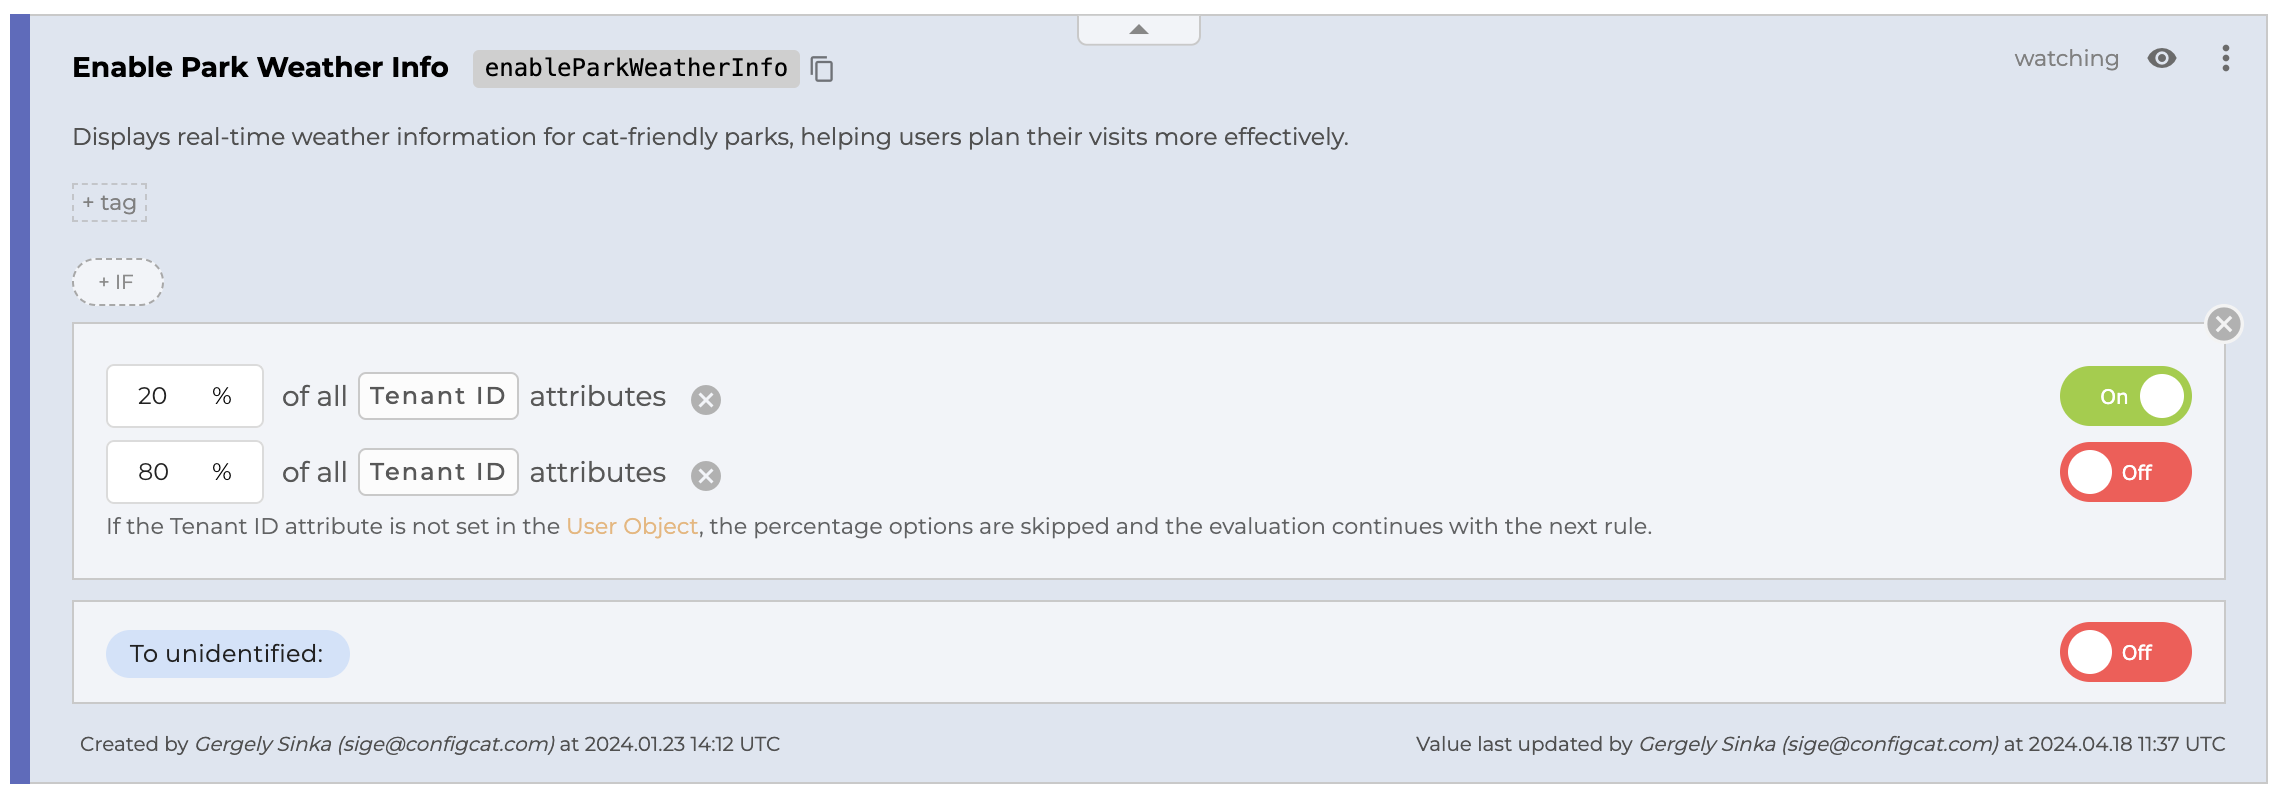 Enable Park Weather Info enableParkWeatherInfo watching
Displays real-time weather information for cat-friendly parks, helping users plan their visits more effectively.
+ tag
+ IF
20 % of all Tenant ID attributes On
80 % of all Tenant ID attributes Off
If the Tenant ID attribute is not set in the User Object, the percentage options are skipped and the evaluation continues with the next rule.
To unidentified: Off
Created by Gergely Sinka (sige@configcat.com) at 2024.01.23 14:12 UTC Value last updated by Gergely Sinka (sige@configcat.com) at 2024.04.18 11:37 UTC